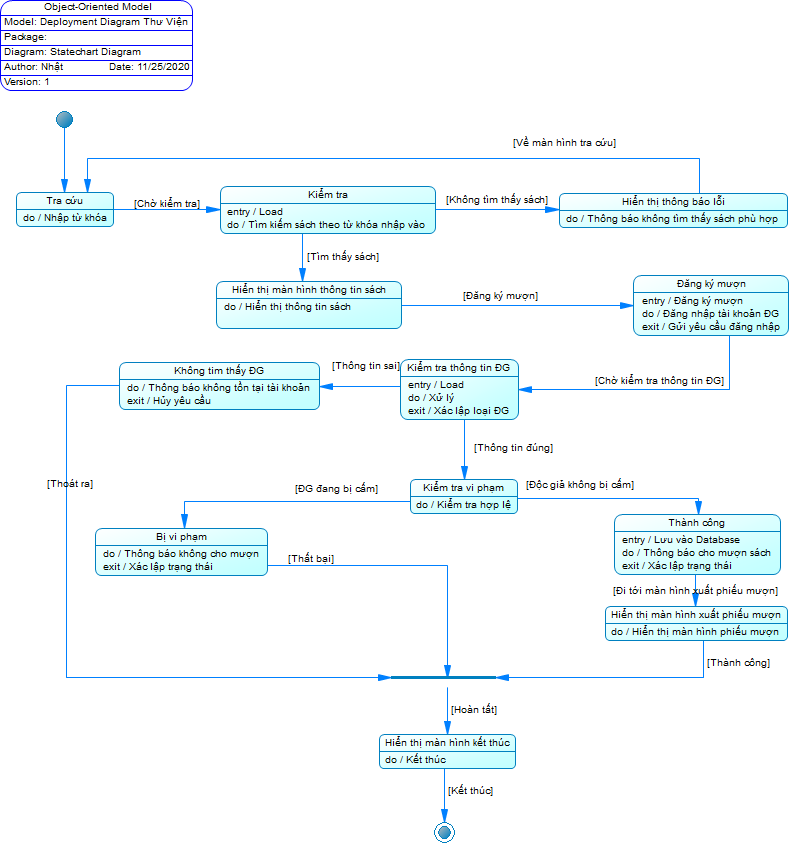 Object-Oriented Model
Model: Deployment Diagram Thư Viện
Package:
Diagram: Statechart Diagram
Author: Nhật Date: 11/25/2020
Version: 1
[Về màn hình tra cứu]
Tra cứu
do / Nhập từ khóa
[Chờ kiểm tra]
Kiểm tra
entry / Load
do / Tìm kiếm sách theo từ khóa nhập vào
[Không tìm thấy sách]
Hiển thị thông báo lỗi
do / Thông báo không tìm thấy sách phù hợp
[Tìm thấy sách]
Hiển thị màn hình thông tin sách
do / Hiển thị thông tin sách
[Đăng ký mượn]
Đăng ký mượn
entry / Đăng ký mượn
do / Đăng nhập tài khoản ĐG
exit / Gửi yêu cầu đăng nhập
[Chờ kiểm tra thông tin ĐG]
Kiểm tra thông tin ĐG
entry / Load
do / Xử lý
exit / Xác lập loại ĐG
[Thông tin sai]
Không tìm thấy ĐG
do / Thông báo không tồn tại tài khoản
exit / Hủy yêu cầu
[Thoát ra]
[Thông tin đúng]
Kiểm tra vi phạm
do / Kiểm tra hợp lệ
[ĐG đang bị cấm]
[Độc giả không bị cấm]
Bị vi phạm
do / Thông báo không cho mượn
exit / Xác lập trạng thái
[Thất bại]
Thành công
entry / Lưu vào Database
do / Thông báo cho mượn sách
exit / Xác lập trạng thái
[Đi tới màn hình xuất phiếu mượn]
Hiển thị màn hình xuất phiếu mượn
do / Hiển thị màn hình phiếu mượn
[Thành công]
[Hoàn tất]
Hiển thị màn hình kết thúc
do / Kết thúc
[Kết thúc]